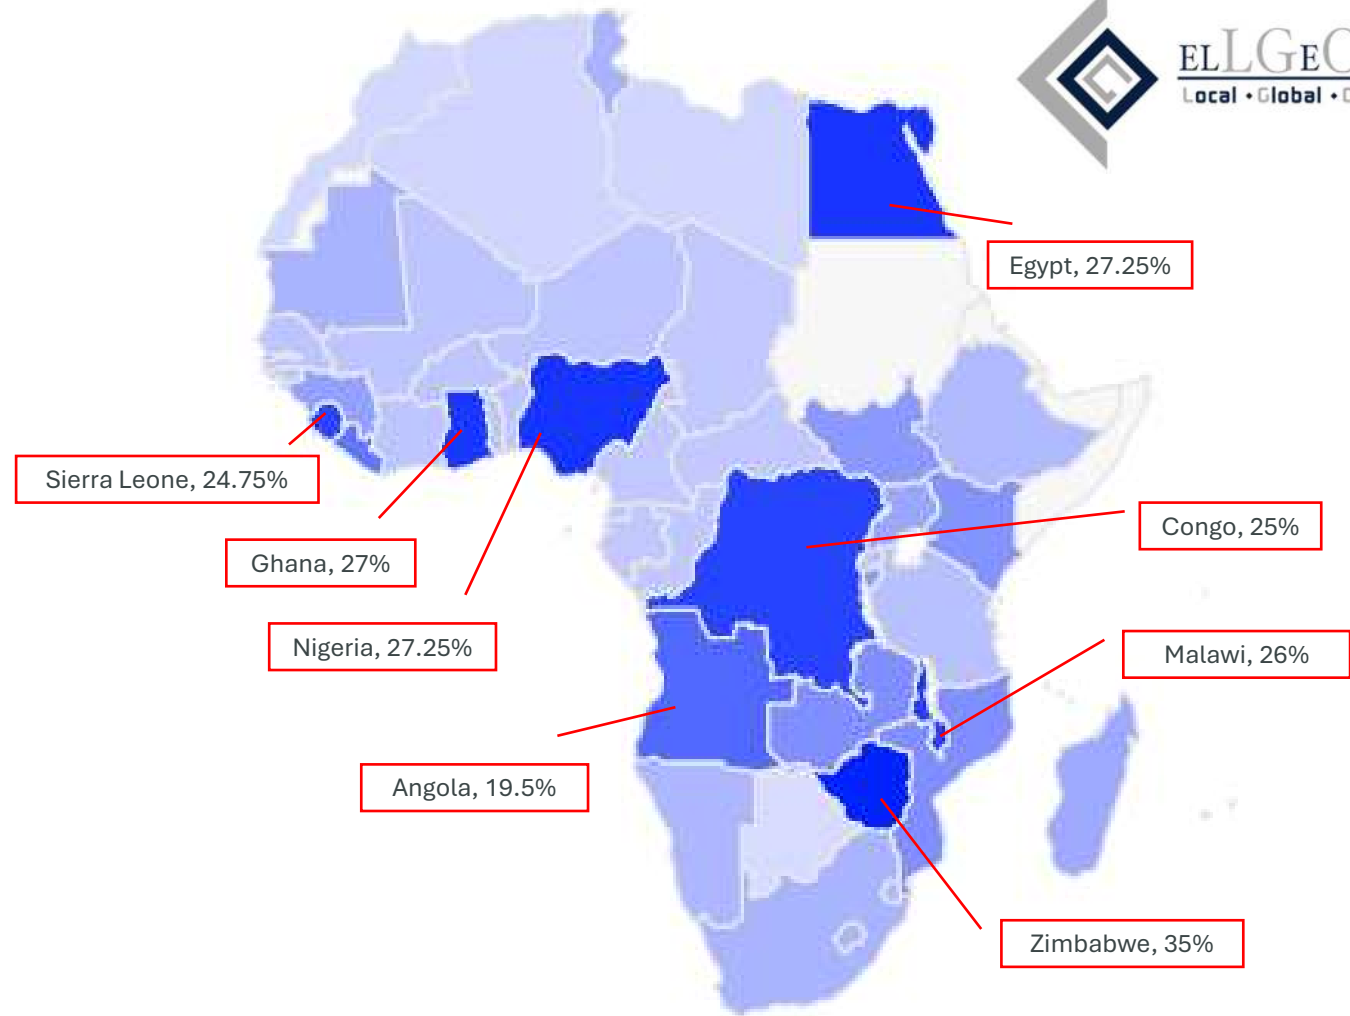 ELLGEC
Local • Global •
Egypt, 27.25%
Sierra Leone, 24.75%
Congo, 25%
Ghana, 27%
Nigeria, 27.25%
Malawi, 26%
Angola, 19.5%
Zimbabwe, 35%